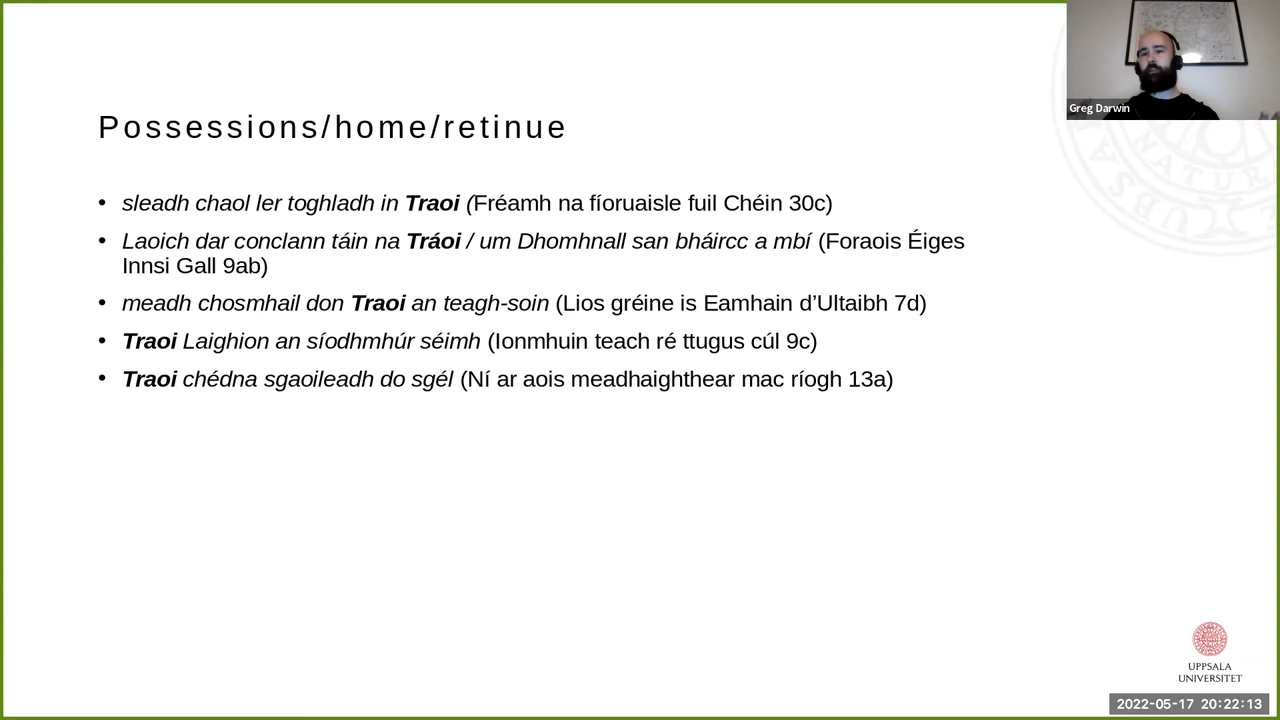 Greg Darwin
Possessions/home/retinue
• sleadh chaol ler toghladh in Traoi (Fréamh na fíoruaisle fuil Chéin 30c)
• Laoich dar conclann táin na Tráoi / um Dhomhnall san bháircc a mbí (Foraois Éiges
Innsi Gall 9ab)
• meadh chosmhail don Traoi an teagh-soin (Lios gréine is Eamhain d’Ultaibh 7d)
• Traoi Laighion an síodhmhúr séimh (Ionmhuin teach ré ttugus cúl 9c)
• Traoi chédna sgaoileadh do sgél (Ní ar aois meadhaighthear mac ríogh 13a)
UPPSALA
UNIVERSITET
2022-05-17 20:22:13